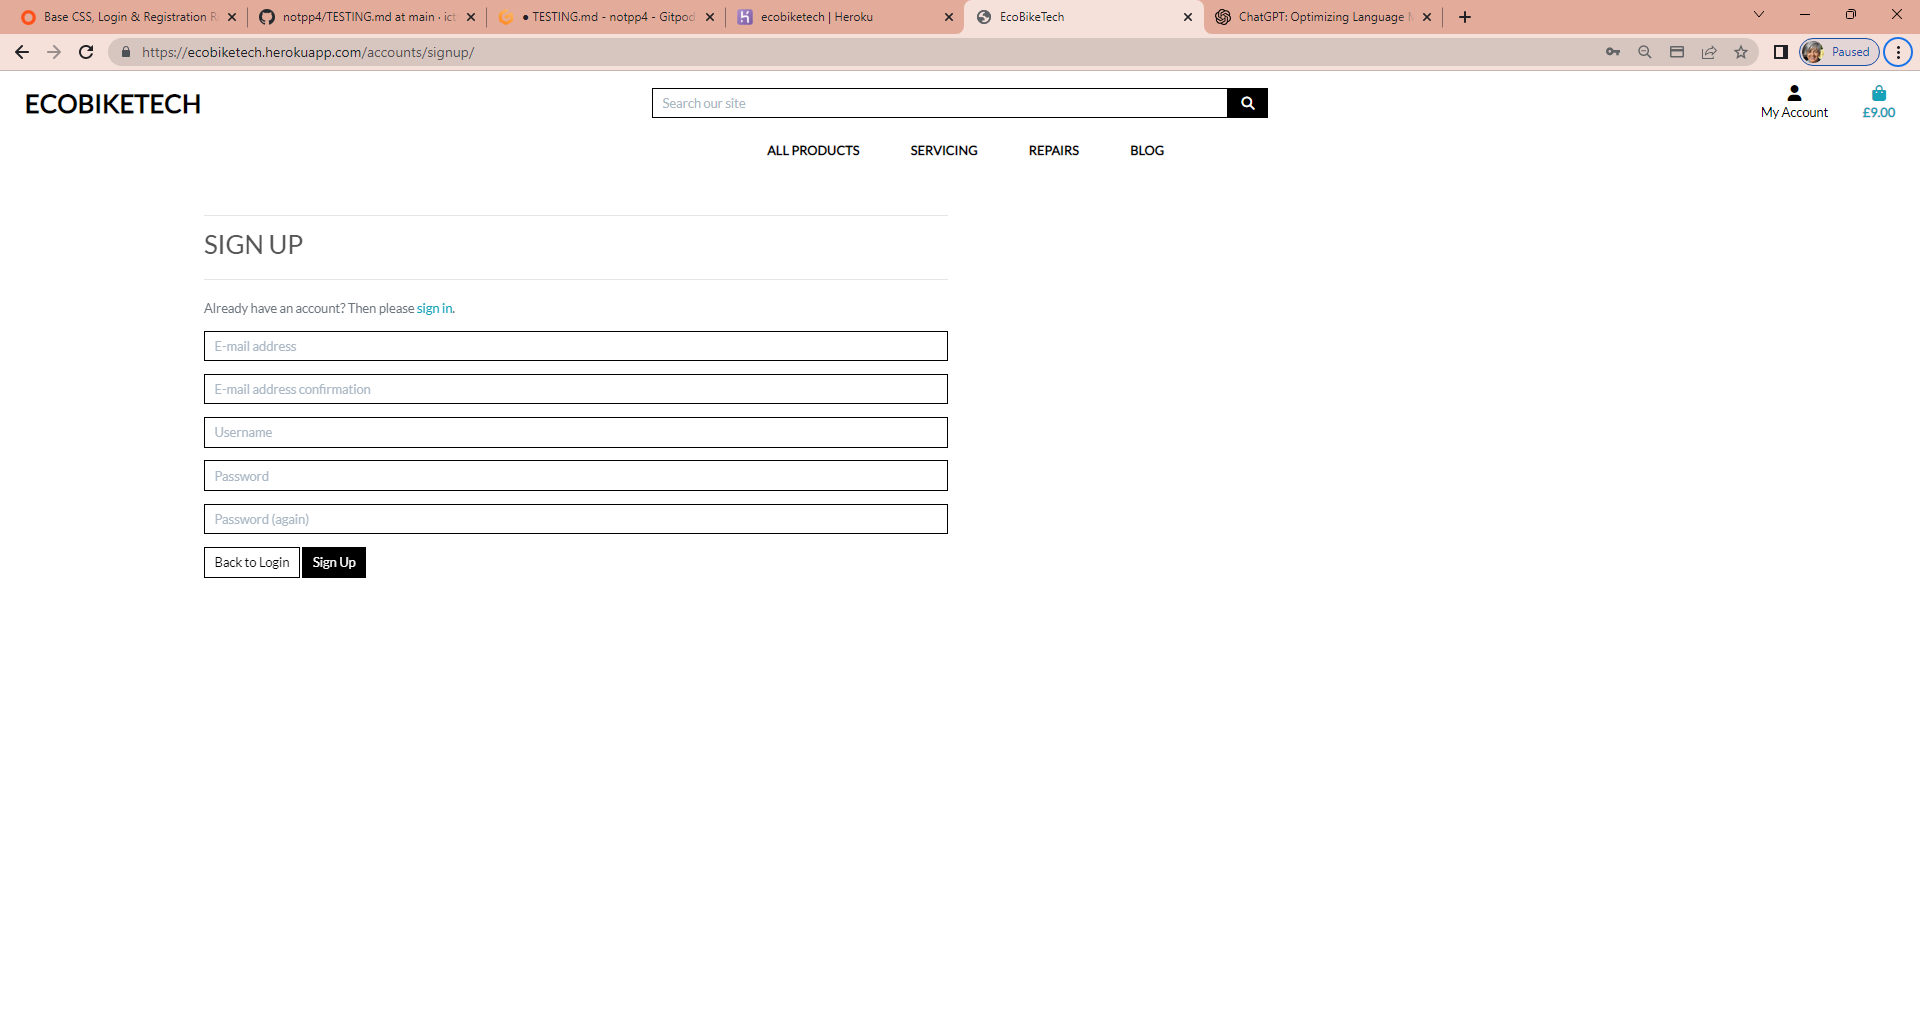 Base CSS, Login & Registration R
notpp4/TESTING.md at main · ict
● TESTING.md - notpp4 - Gitpod
ecobiketech | Heroku
EcoBikeTech
ChatGPT: Optimizing Language M
https://ecobiketech.herokuapp.com/accounts/signup/
Paused
ECOBIKETECH
Search our site
My Account
£9.00
ALL PRODUCTS
SERVICING
REPAIRS
BLOG
SIGN UP
Already have an account? Then please sign in.
E-mail address
E-mail address confirmation
Username
Password
Password (again)
Back to Login
Sign Up